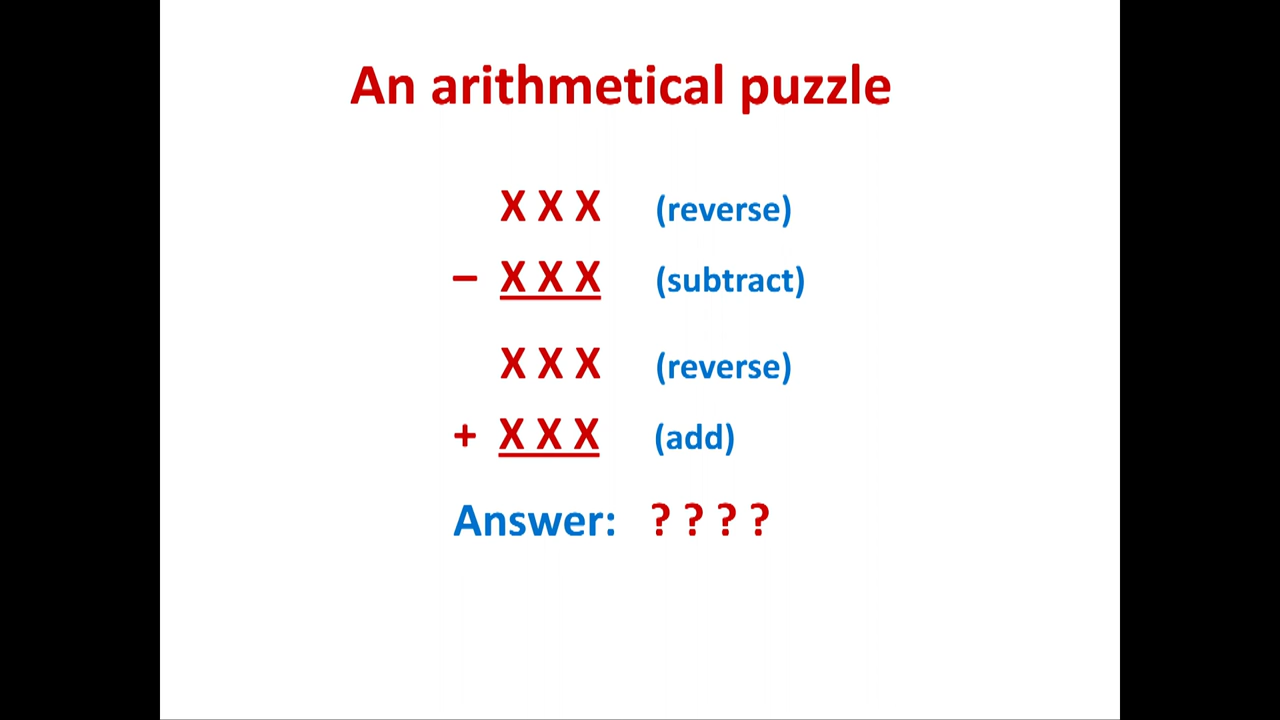 An arithmetical puzzle
X X X (reverse)
– X X X (subtract)
X X X (reverse)
+ X X X (add)
Answer: ? ? ? ?